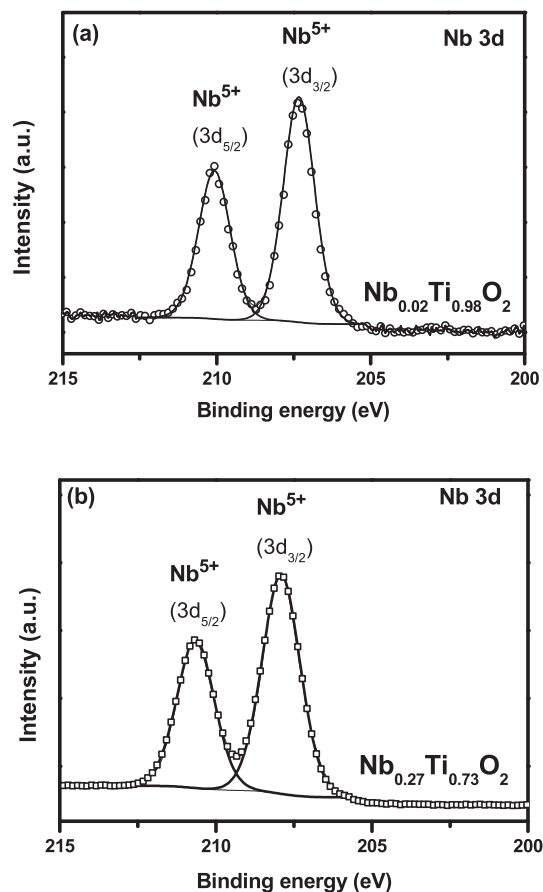 (a)
Nb 3d
Nb⁵⁺
(3d₃/₂)
Nb⁵⁺
(3d₅/₂)
Nb₀.₀₂Ti₀.₉₈O₂
Intensity (a.u.)
215 210 205 200
Binding energy (eV)
(b)
Nb 3d
Nb⁵⁺
(3d₃/₂)
Nb⁵⁺
(3d₅/₂)
Nb₀.₂₇Ti₀.₇₃O₂
Intensity (a.u.)
215 210 205 200
Binding energy (eV)